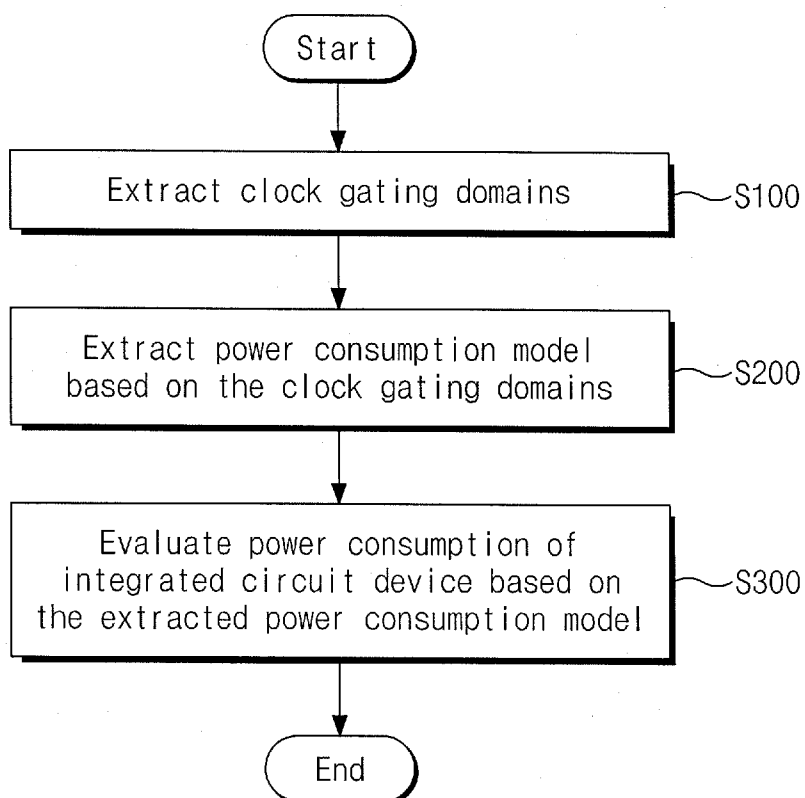 Start
Extract clock gating domains
S100
Extract power consumption model
based on the clock gating domains
S200
Evaluate power consumption of
integrated circuit device based on
the extracted power consumption model
S300
End